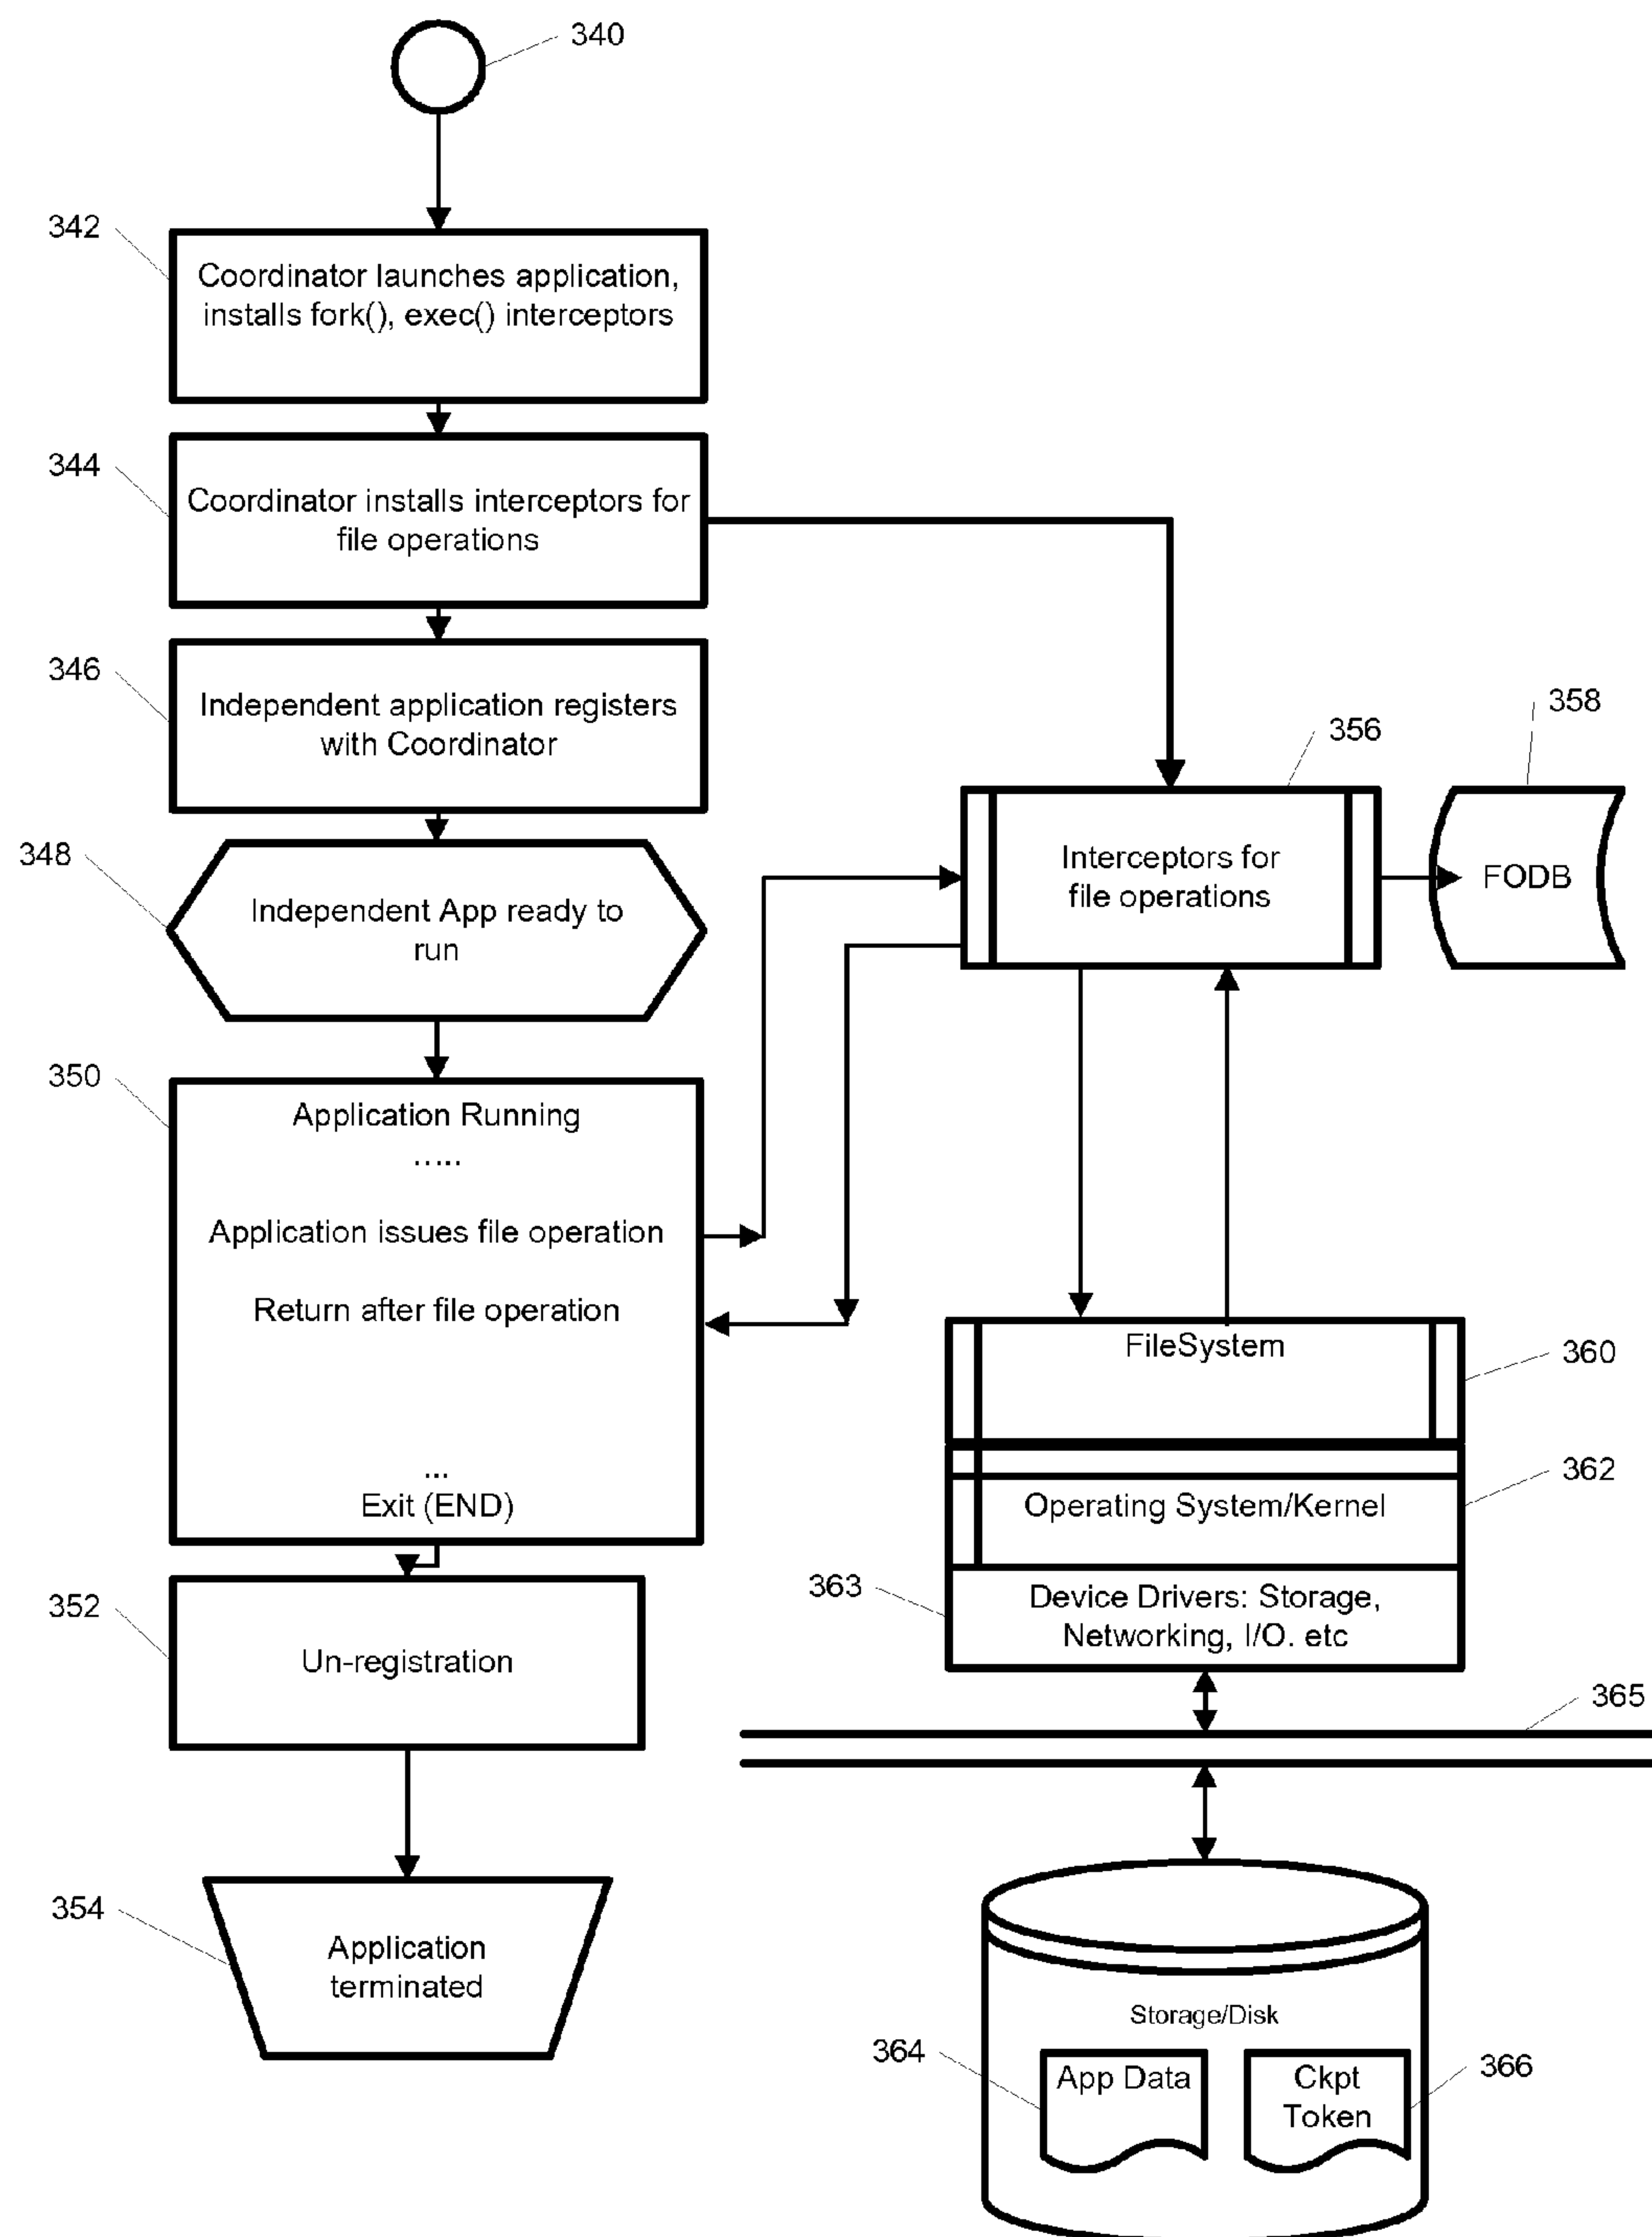 340
342
Coordinator launches application,
installs fork(), exec() interceptors
344
Coordinator installs interceptors for
file operations
346
Independent application registers
with Coordinator
348
Independent App ready to
run
356
358
Interceptors for
file operations
FODB
350
Application Running
.....
Application issues file operation
Return after file operation
...
Exit (END)
FileSystem
360
362
Operating System/Kernel
363
Device Drivers: Storage,
Networking, I/O. etc
352
Un-registration
365
354
Application
terminated
Storage/Disk
364
App Data
Ckpt
Token
366